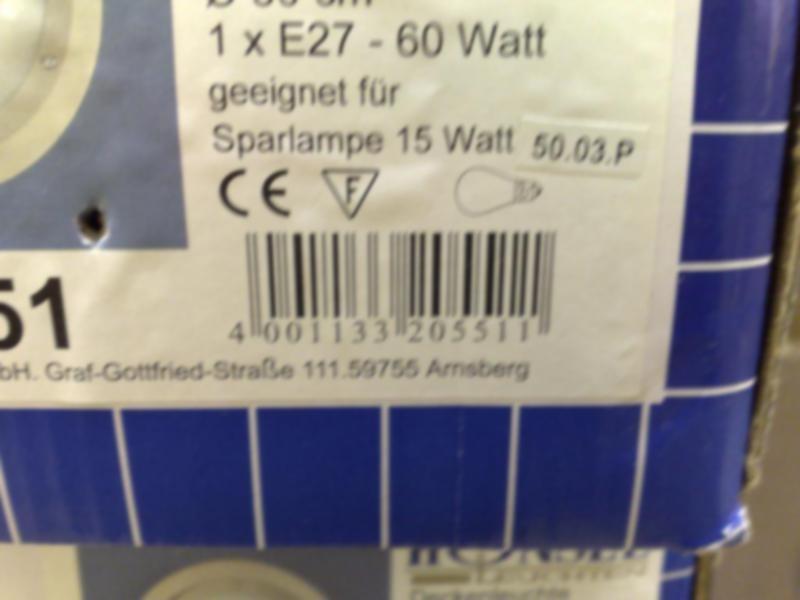 1 x E27 - 60 Watt
geeignet für
Sparlampe 15 Watt
50.03.P
CE F
4 001133 205511
51
bH. Graf-Gottfried-Straße 111.59755 Arnsberg
Deckenleuchte